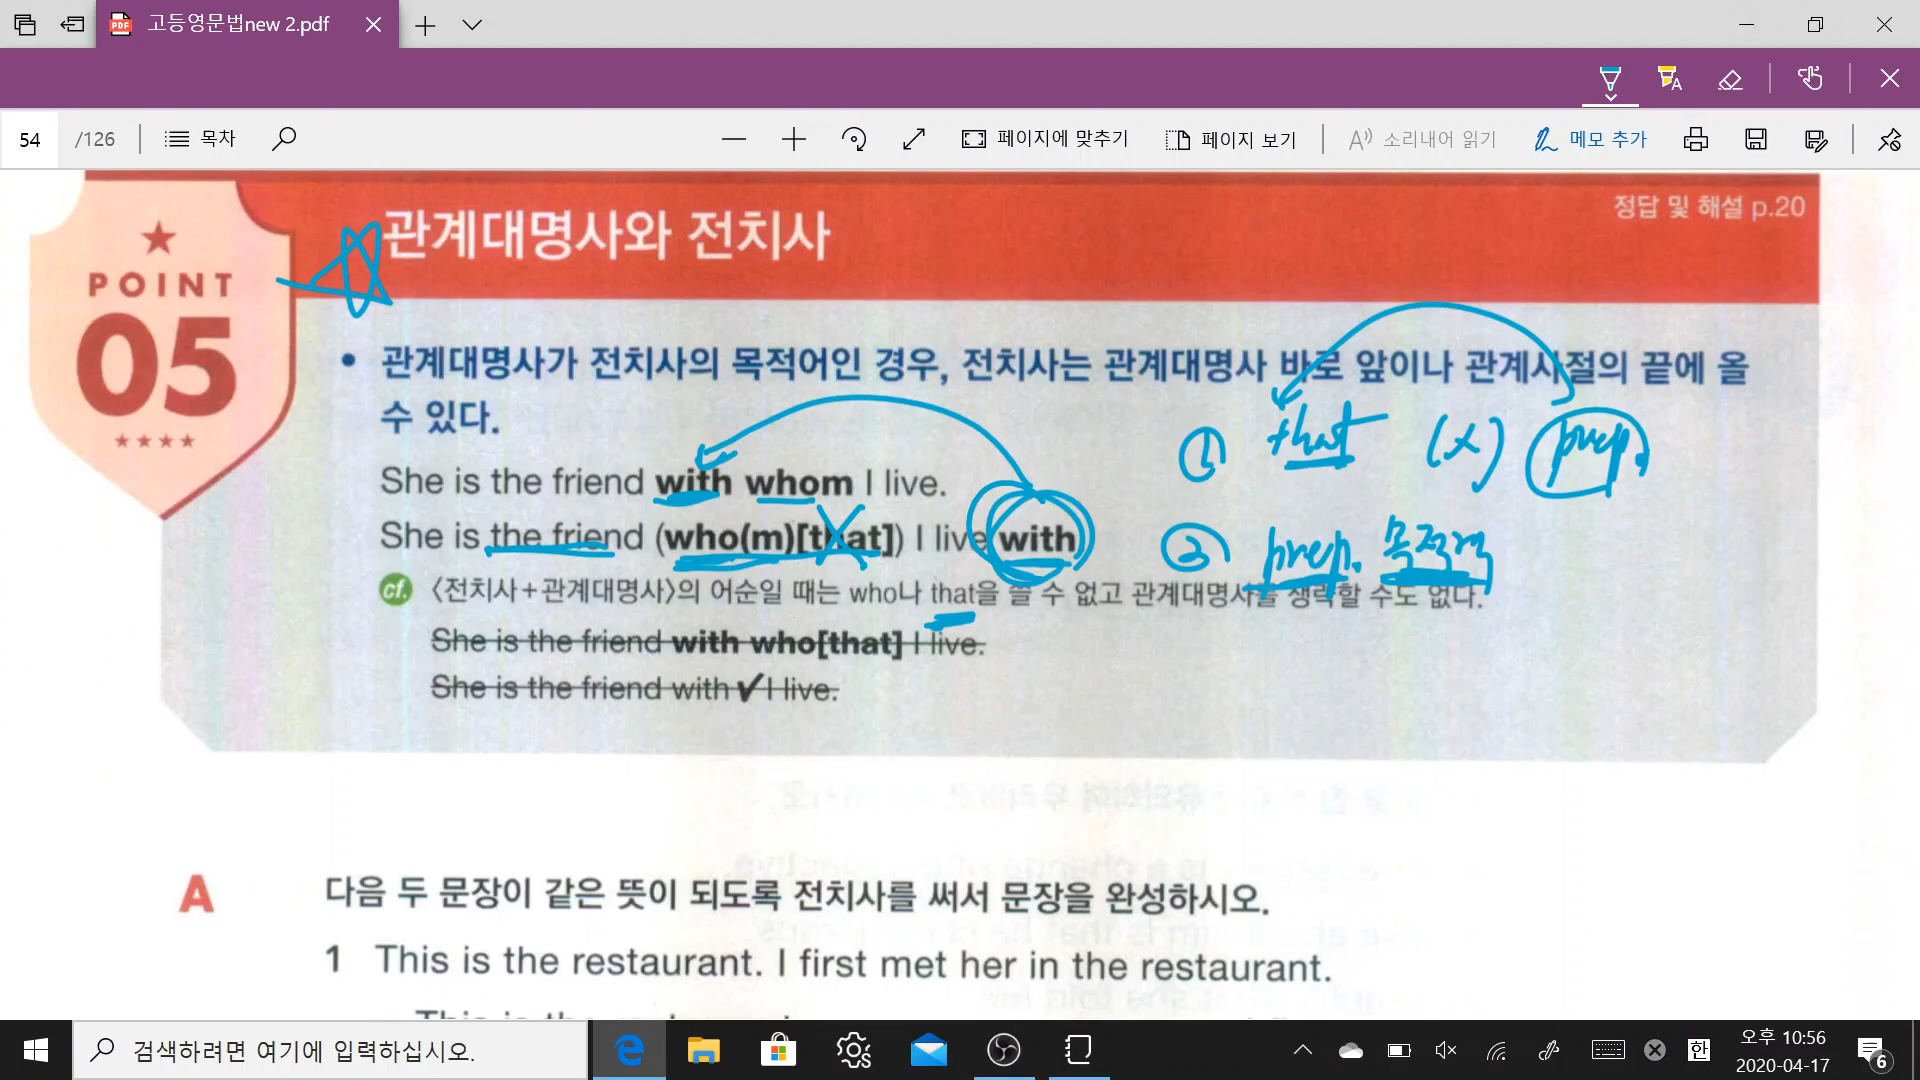 고등영문법new 2.pdf
54 /126 목차 페이지에 맞추기 페이지 보기 소리내어 읽기 메모 추가
정답 및 해설 p.20
관계대명사와 전치사
POINT
05
• 관계대명사가 전치사의 목적어인 경우, 전치사는 관계대명사 바로 앞이나 관계사절의 끝에 올
수 있다.
① that (x) prep.
She is the friend with whom I live.
She is the friend (who(m)[that]) I live with.
② prep. 목적격
cf. 〈전치사+관계대명사〉의 어순일 때는 who나 that을 쓸 수 없고 관계대명사를 생략할 수도 없다.
She is the friend with who[that] I live.
She is the friend with ✓ I live.
A 다음 두 문장이 같은 뜻이 되도록 전치사를 써서 문장을 완성하시오.
1 This is the restaurant. I first met her in the restaurant.
검색하려면 여기에 입력하십시오.
한
오후 10:56
2020-04-17
6